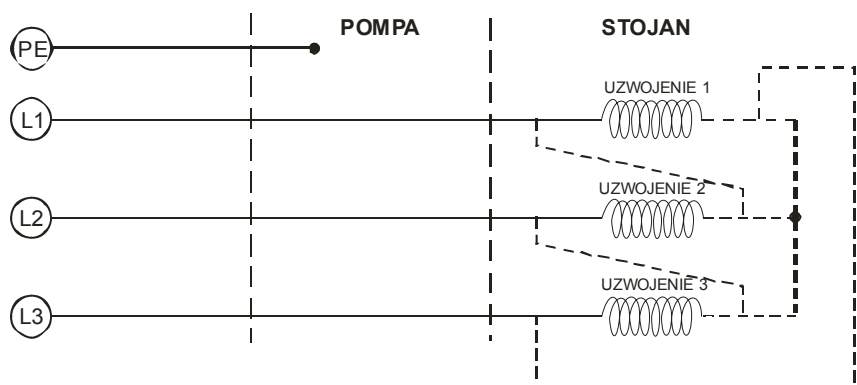 POMPA
STOJAN
PE
UZWOJENIE 1
L1
UZWOJENIE 2
L2
UZWOJENIE 3
L3